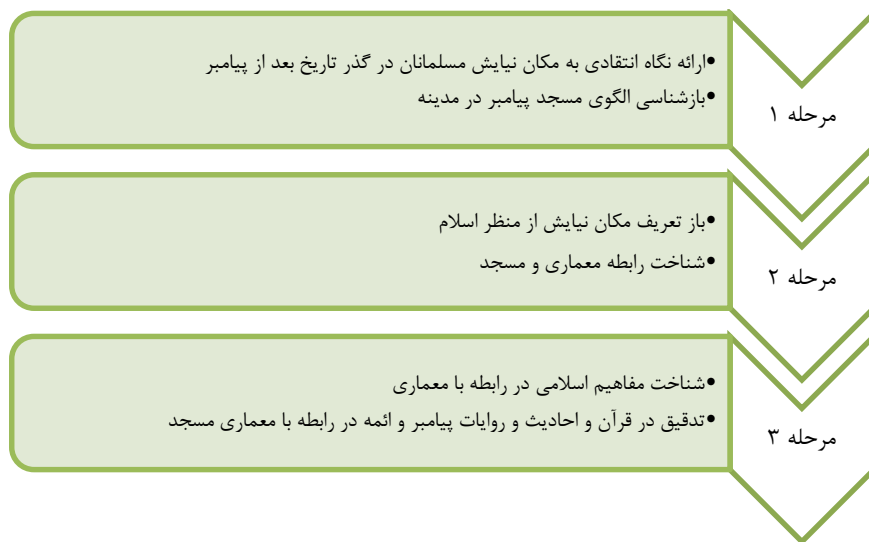 مرحله ۱
•ارائه نگاه انتقادی به مکان نیایش مسلمانان در گذر تاریخ بعد از پیامبر
•بازشناسی الگوی مسجد پیامبر در مدینه
مرحله ۲
•باز تعریف مکان نیایش از منظر اسلام
•شناخت رابطه معماری و مسجد
مرحله ۳
•شناخت مفاهیم اسلامی در رابطه با معماری
•تدقیق در قرآن و احادیث و روایات پیامبر و ائمه در رابطه با معماری مسجد